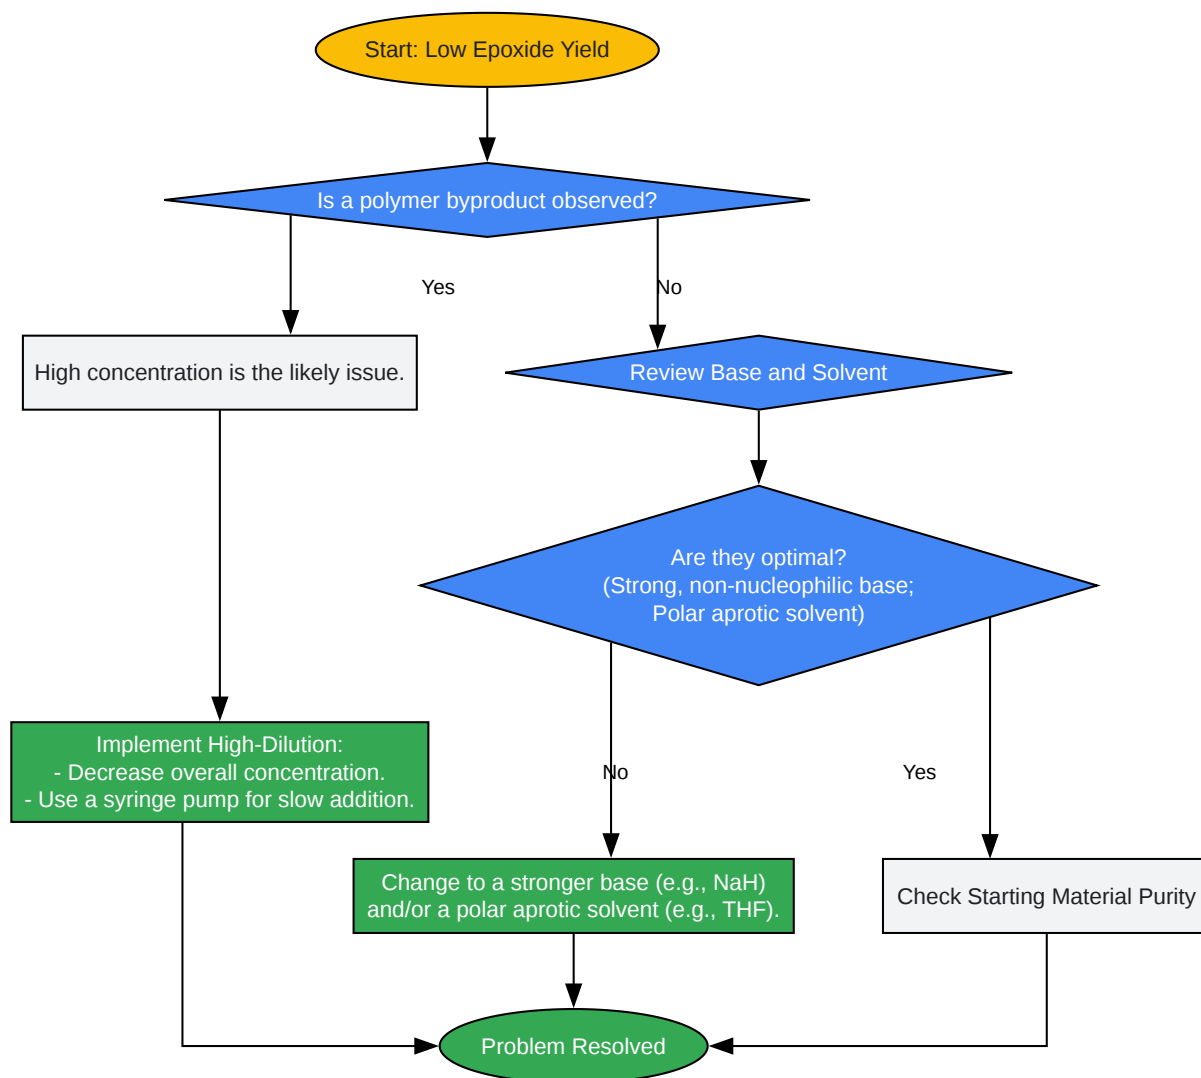 Start: Low Epoxide Yield
Is a polymer byproduct observed?
Yes
No
High concentration is the likely issue.
Review Base and Solvent
Are they optimal?
(Strong, non-nucleophilic base;
Polar aprotic solvent)
Implement High-Dilution:
- Decrease overall concentration.
- Use a syringe pump for slow addition.
No
Yes
Change to a stronger base (e.g., NaH)
and/or a polar aprotic solvent (e.g., THF).
Check Starting Material Purity
Problem Resolved